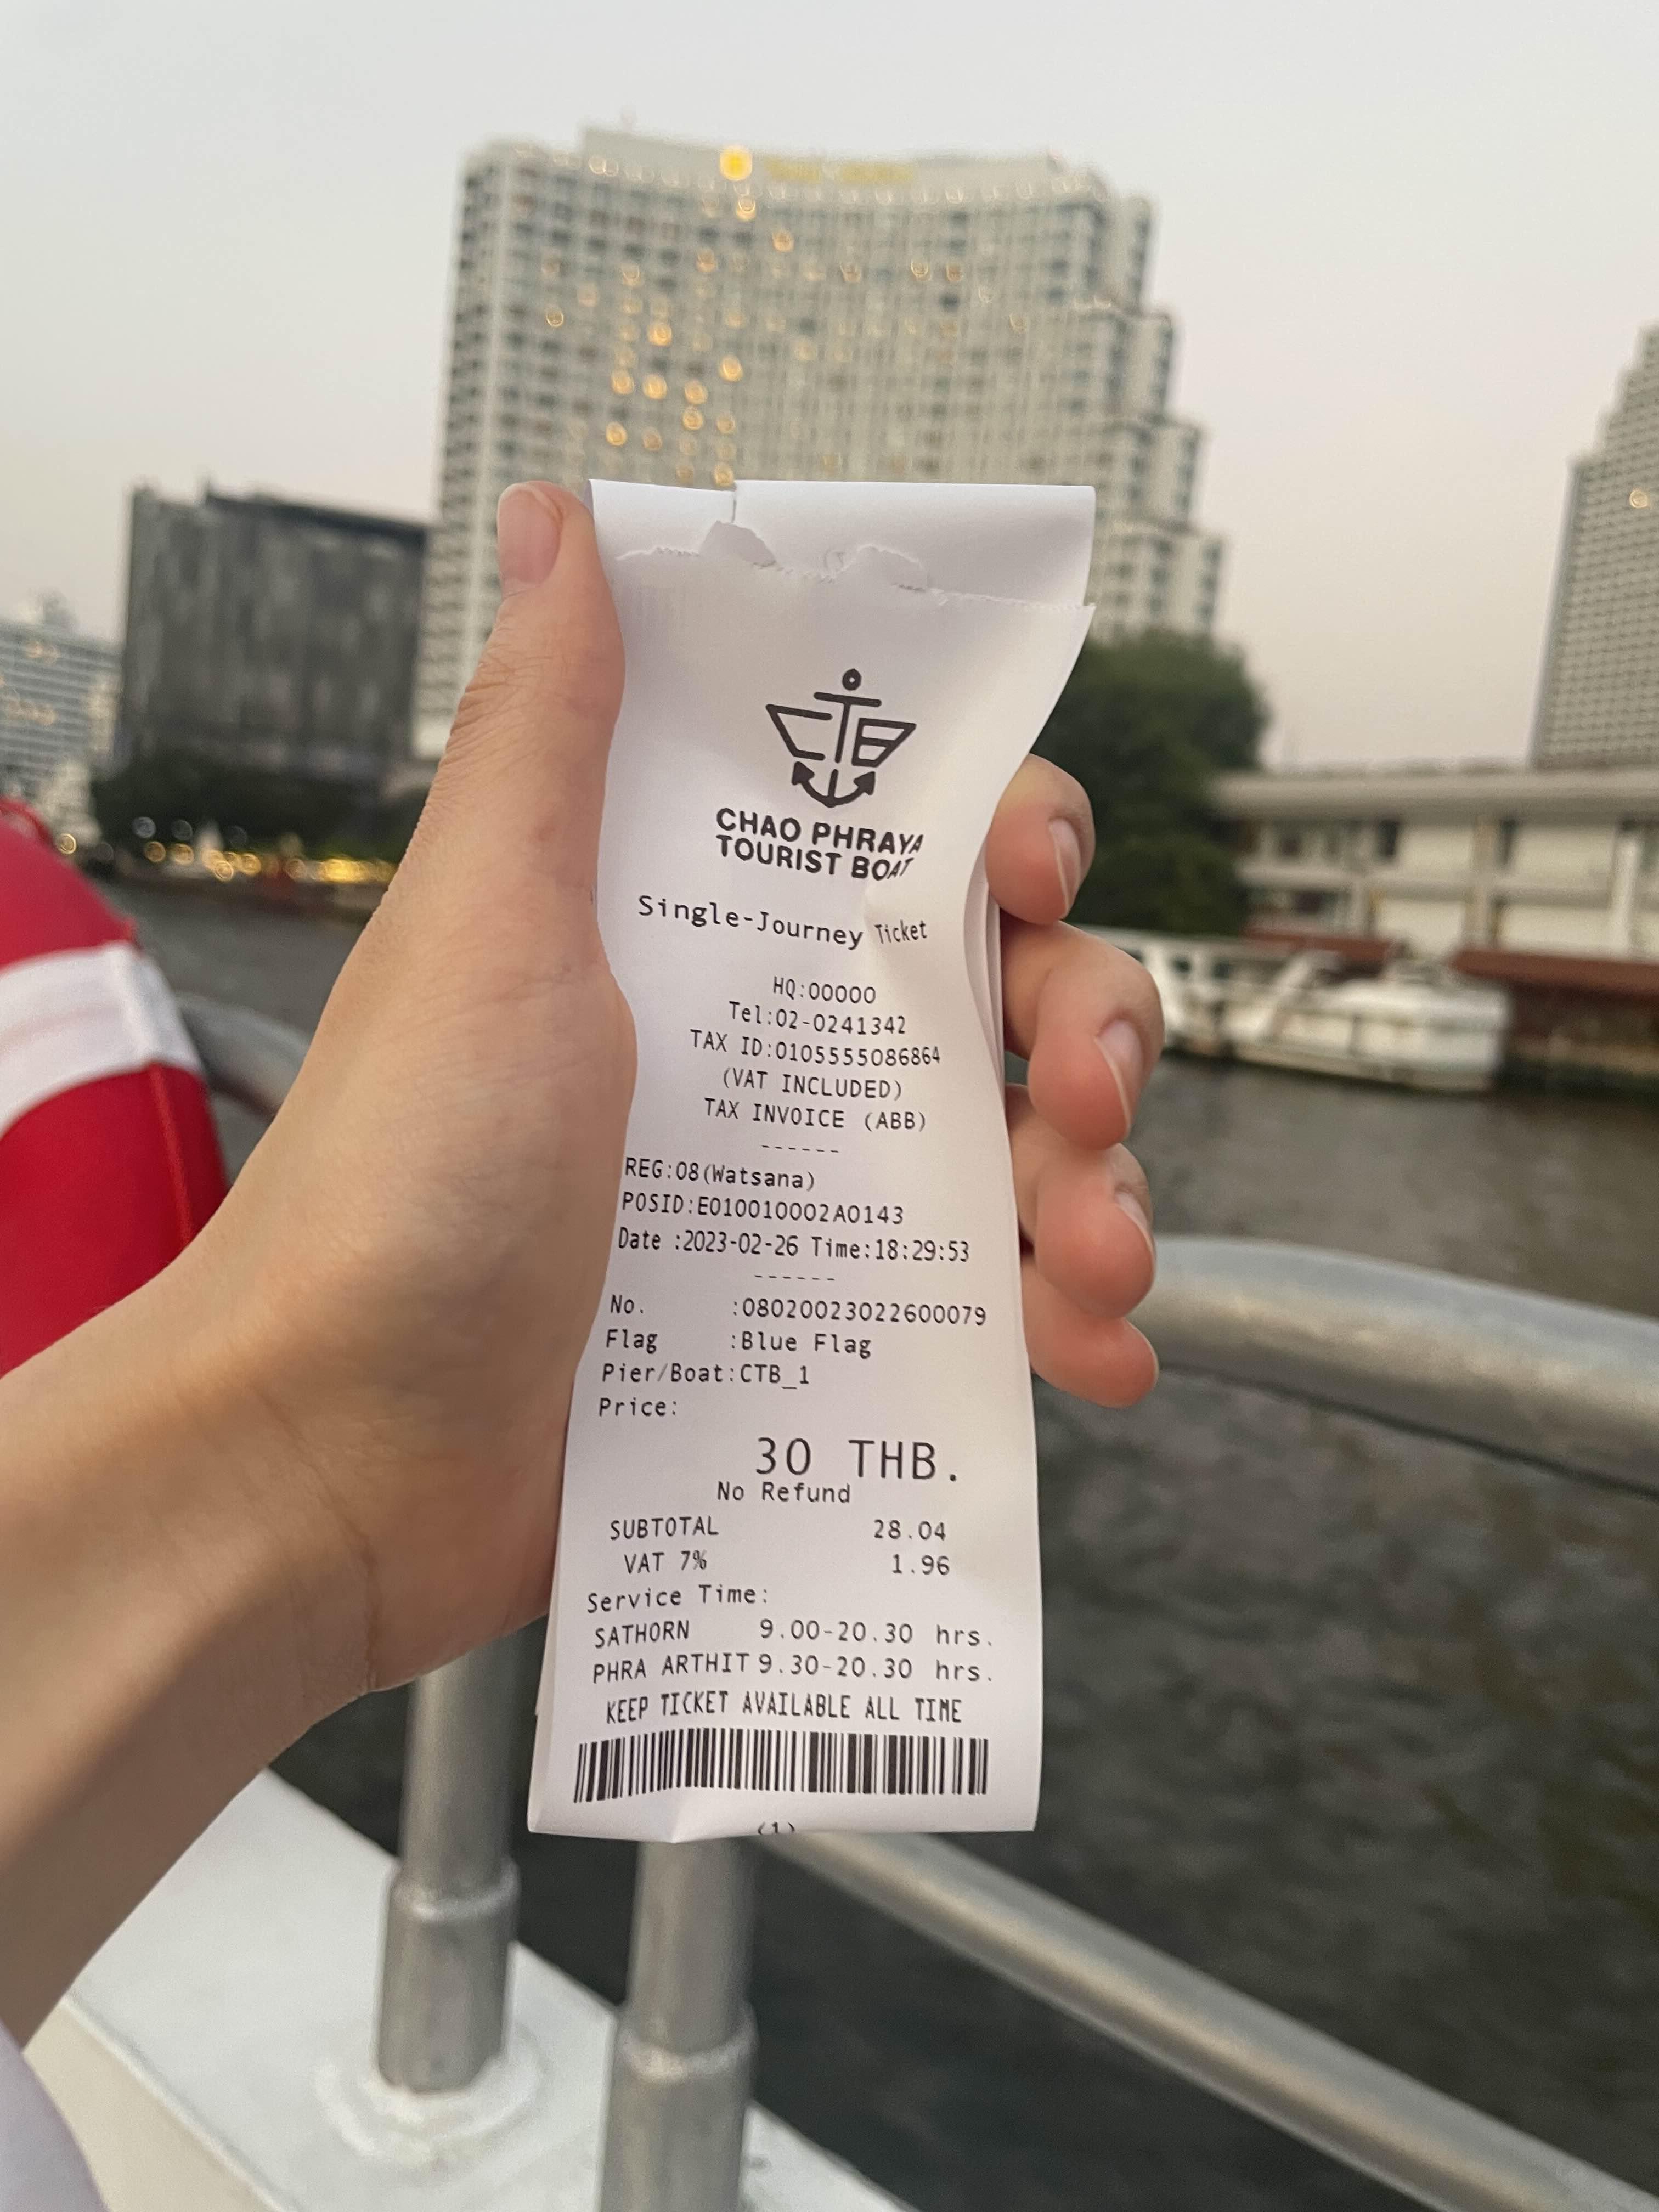 CTB
CHAO PHRAYA
TOURIST BOAT
Single-Journey Ticket
HQ:00000
Tel:02-0241342
TAX ID:0105555086864
(VAT INCLUDED)
TAX INVOICE (ABB)
------
REG:08(Watsana)
POSID:E010010002A0143
Date :2023-02-26 Time:18:29:53
------
No. :08020023022600079
Flag :Blue Flag
Pier/Boat:CTB_1
Price:
30 THB.
No Refund
SUBTOTAL 28.04
VAT 7% 1.96
Service Time:
SATHORN 9.00-20.30 hrs.
PHRA ARTHIT 9.30-20.30 hrs.
KEEP TICKET AVAILABLE ALL TIME
(1)